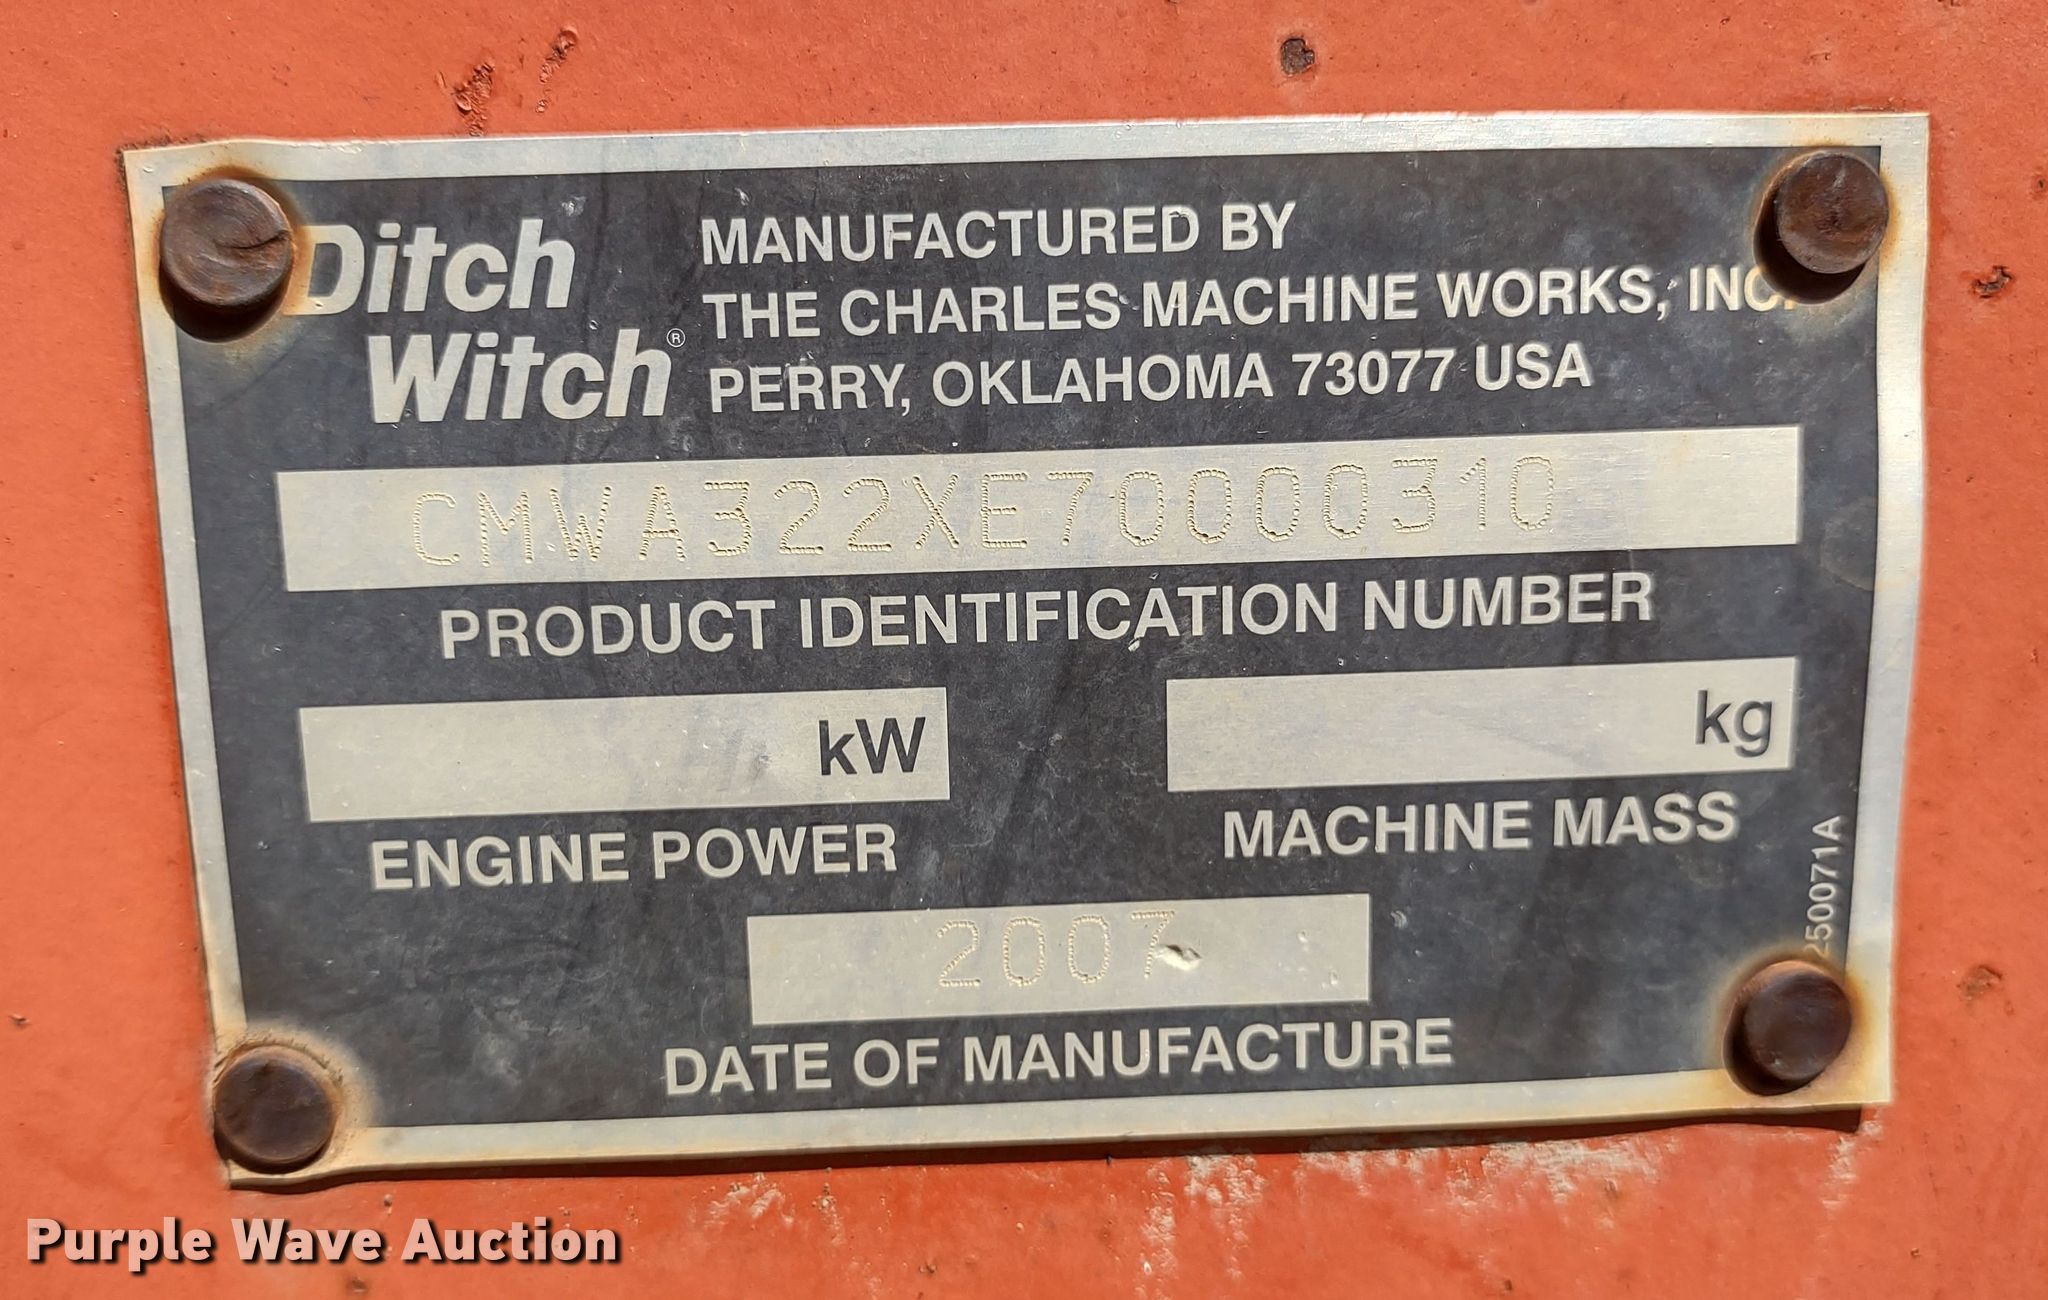 Ditch
Witch®
MANUFACTURED BY
THE CHARLES MACHINE WORKS, INC.
PERRY, OKLAHOMA 73077 USA
CMWA322XE70000310
PRODUCT IDENTIFICATION NUMBER
kW
ENGINE POWER
kg
MACHINE MASS
2007
DATE OF MANUFACTURE
250071A
Purple Wave Auction